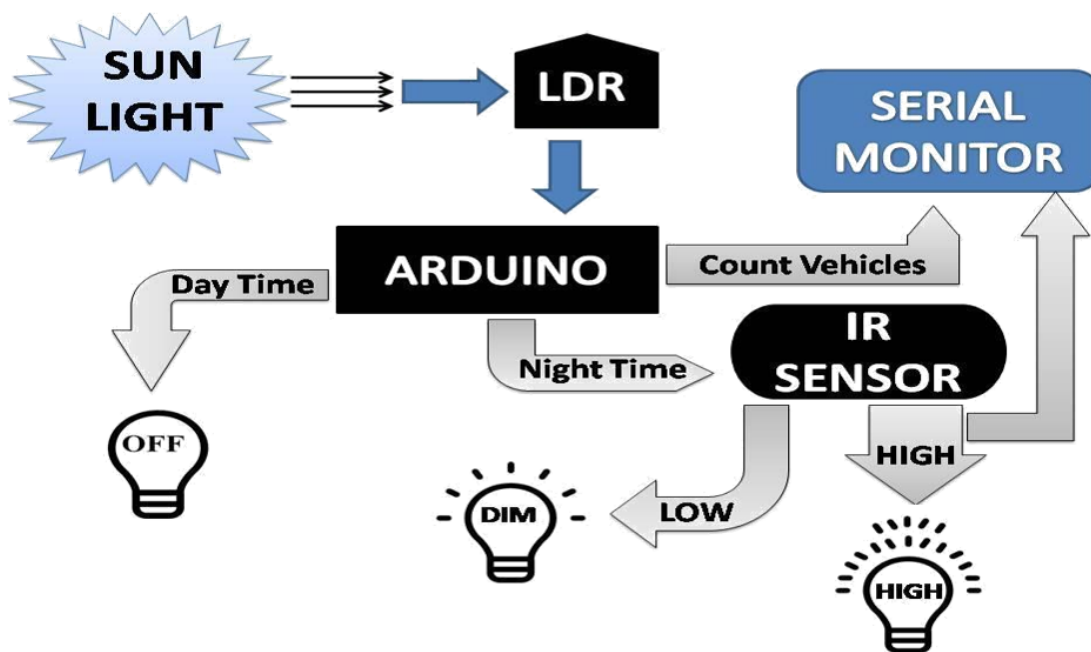 SUN
LIGHT
LDR
SERIAL
MONITOR
ARDUINO
Count Vehicles
Day Time
IR
SENSOR
Night Time
OFF
HIGH
LOW
DIM
HIGH